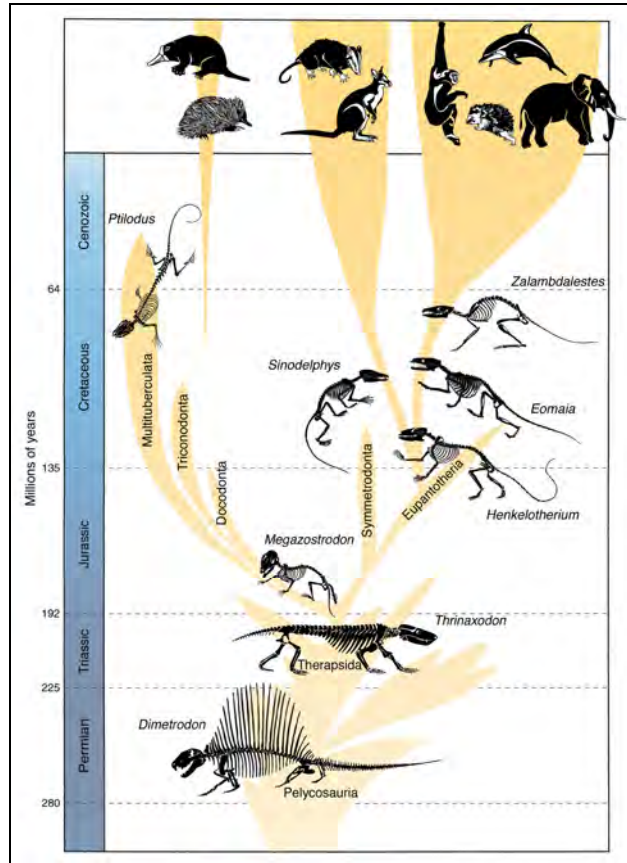 Cenozoic
Ptilodus
64
Zalambdalestes
Cretaceous
Sinodelphys
Eomaia
Multituberculata
Triconodonta
Docodonta
Symmetrodonta
Eupantotheria
135
Millions of years
Henkelotherium
Jurassic
Megazostrodon
192
Thrinaxodon
Triassic
Therapsida
225
Permian
Dimetrodon
Pelycosauria
280